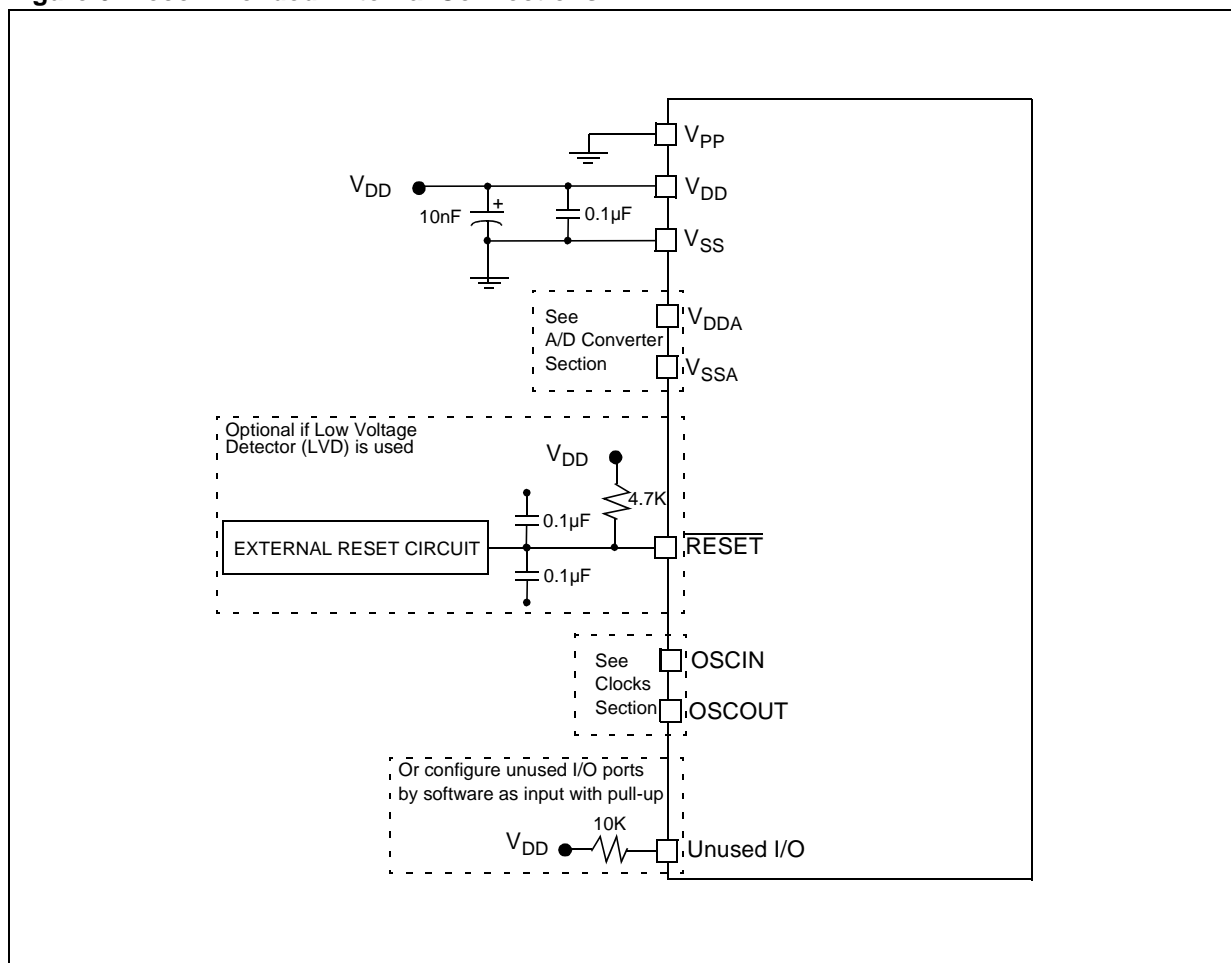 VPP
VDD
VDD
10nF
+
0.1µF
VSS
See
A/D Converter
Section
VDDA
VSSA
Optional if Low Voltage
Detector (LVD) is used
VDD
4.7K
0.1µF
EXTERNAL RESET CIRCUIT
RESET
0.1µF
See
Clocks
Section
OSCIN
OSCOUT
Or configure unused I/O ports
by software as input with pull-up
10K
VDD
Unused I/O